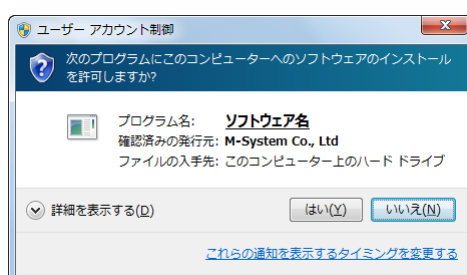 ユーザー アカウント制御
次のプログラムにこのコンピューターへのソフトウェアのインストール
を許可しますか?
プログラム名: ソフトウェア名
確認済みの発行元: M-System Co., Ltd
ファイルの入手先: このコンピューター上のハード ドライブ
詳細を表示する(D)
はい(Y)
いいえ(N)
これらの通知を表示するタイミングを変更する